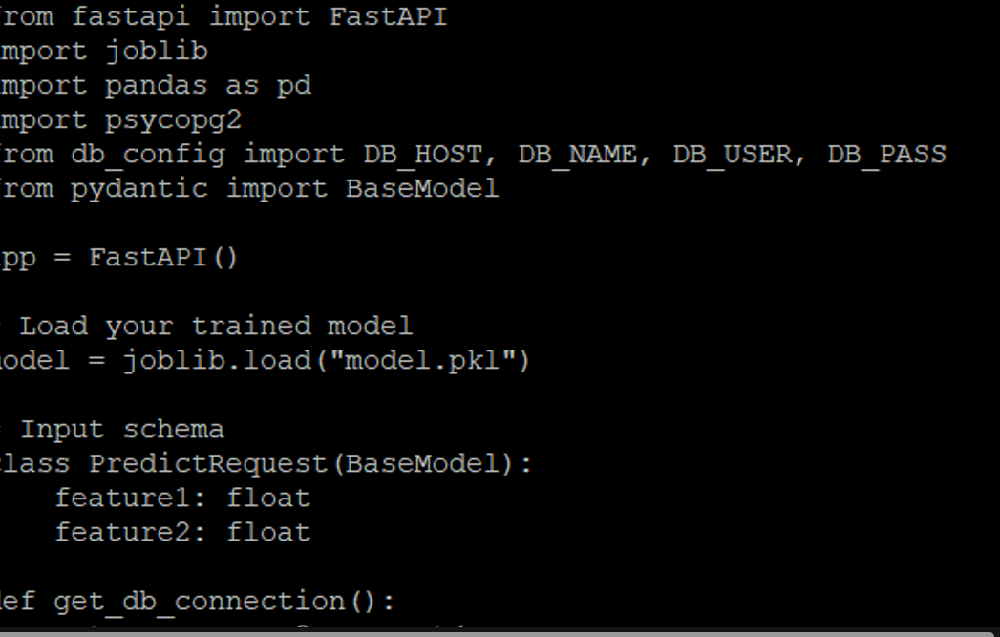 rom fastapi import FastAPI
mport joblib
mport pandas as pd
mport psycopg2
rom db_config import DB_HOST, DB_NAME, DB_USER, DB_PASS
rom pydantic import BaseModel
pp = FastAPI()
Load your trained model
odel = joblib.load("model.pkl")
Input schema
class PredictRequest(BaseModel):
feature1: float
feature2: float
def get_db_connection():